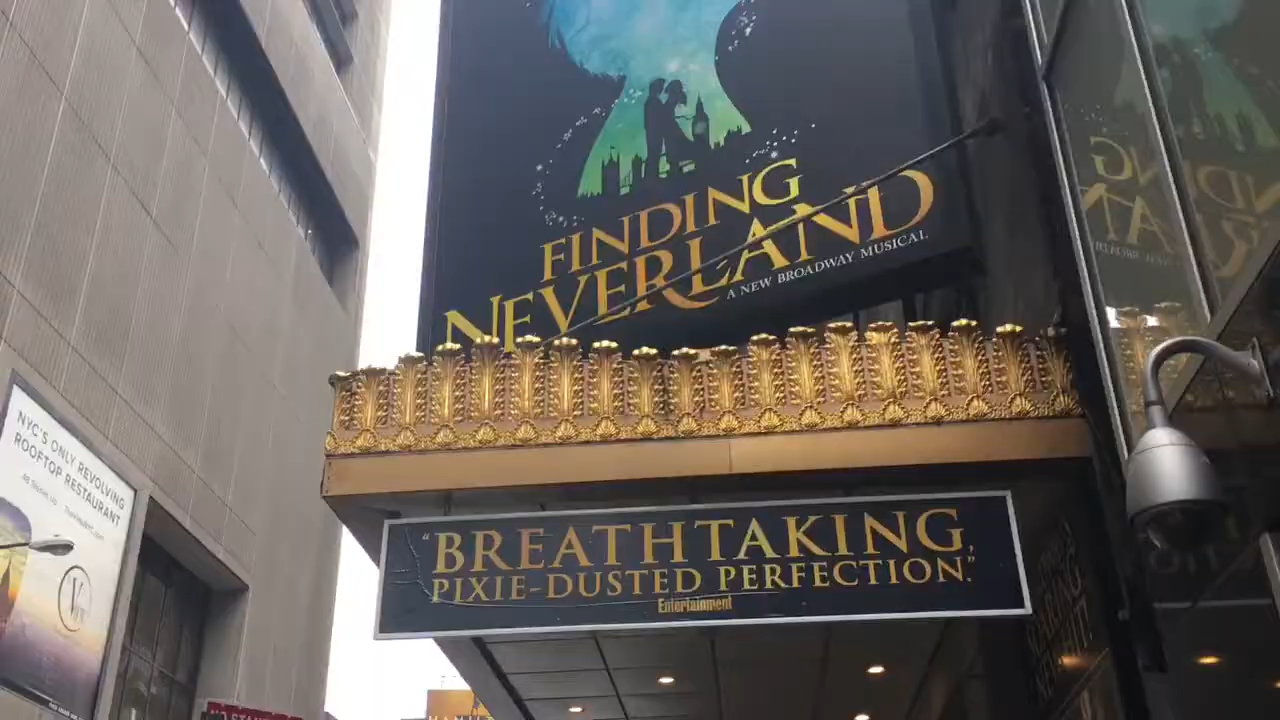 FINDING
NEVERLAND
A NEW BROADWAY MUSICAL
"BREATHTAKING,
PIXIE-DUSTED PERFECTION."
Entertainment
NYC'S ONLY REVOLVING
ROOFTOP RESTAURANT